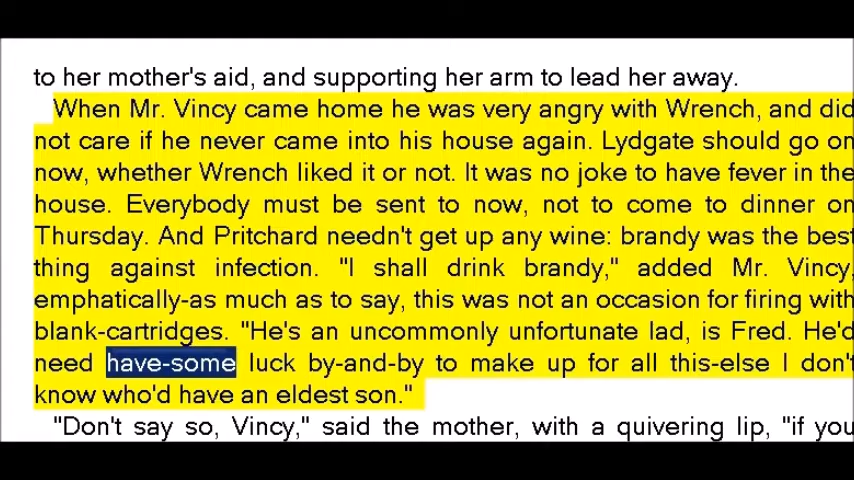 to her mother's aid, and supporting her arm to lead her away.
When Mr. Vincy came home he was very angry with Wrench, and did
not care if he never came into his house again. Lydgate should go on
now, whether Wrench liked it or not. It was no joke to have fever in the
house. Everybody must be sent to now, not to come to dinner on
Thursday. And Pritchard needn't get up any wine: brandy was the best
thing against infection. "I shall drink brandy," added Mr. Vincy,
emphatically-as much as to say, this was not an occasion for firing with
blank-cartridges. "He's an uncommonly unfortunate lad, is Fred. He'd
need have-some luck by-and-by to make up for all this-else I don't
know who'd have an eldest son."
"Don't say so, Vincy," said the mother, with a quivering lip, "if you